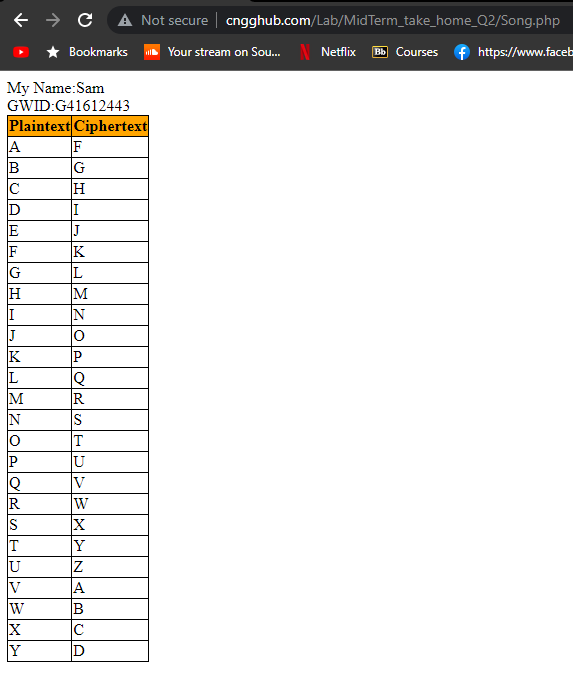 Not secure | cngghub.com/Lab/MidTerm_take_home_Q2/Song.php
Bookmarks Your stream on Sou... Netflix Bb Courses https://www.faceb
My Name:Sam
GWID:G41612443
Plaintext Ciphertext
A F
B G
C H
D I
E J
F K
G L
H M
I N
J O
K P
L Q
M R
N S
O T
P U
Q V
R W
S X
T Y
U Z
V A
W B
X C
Y D